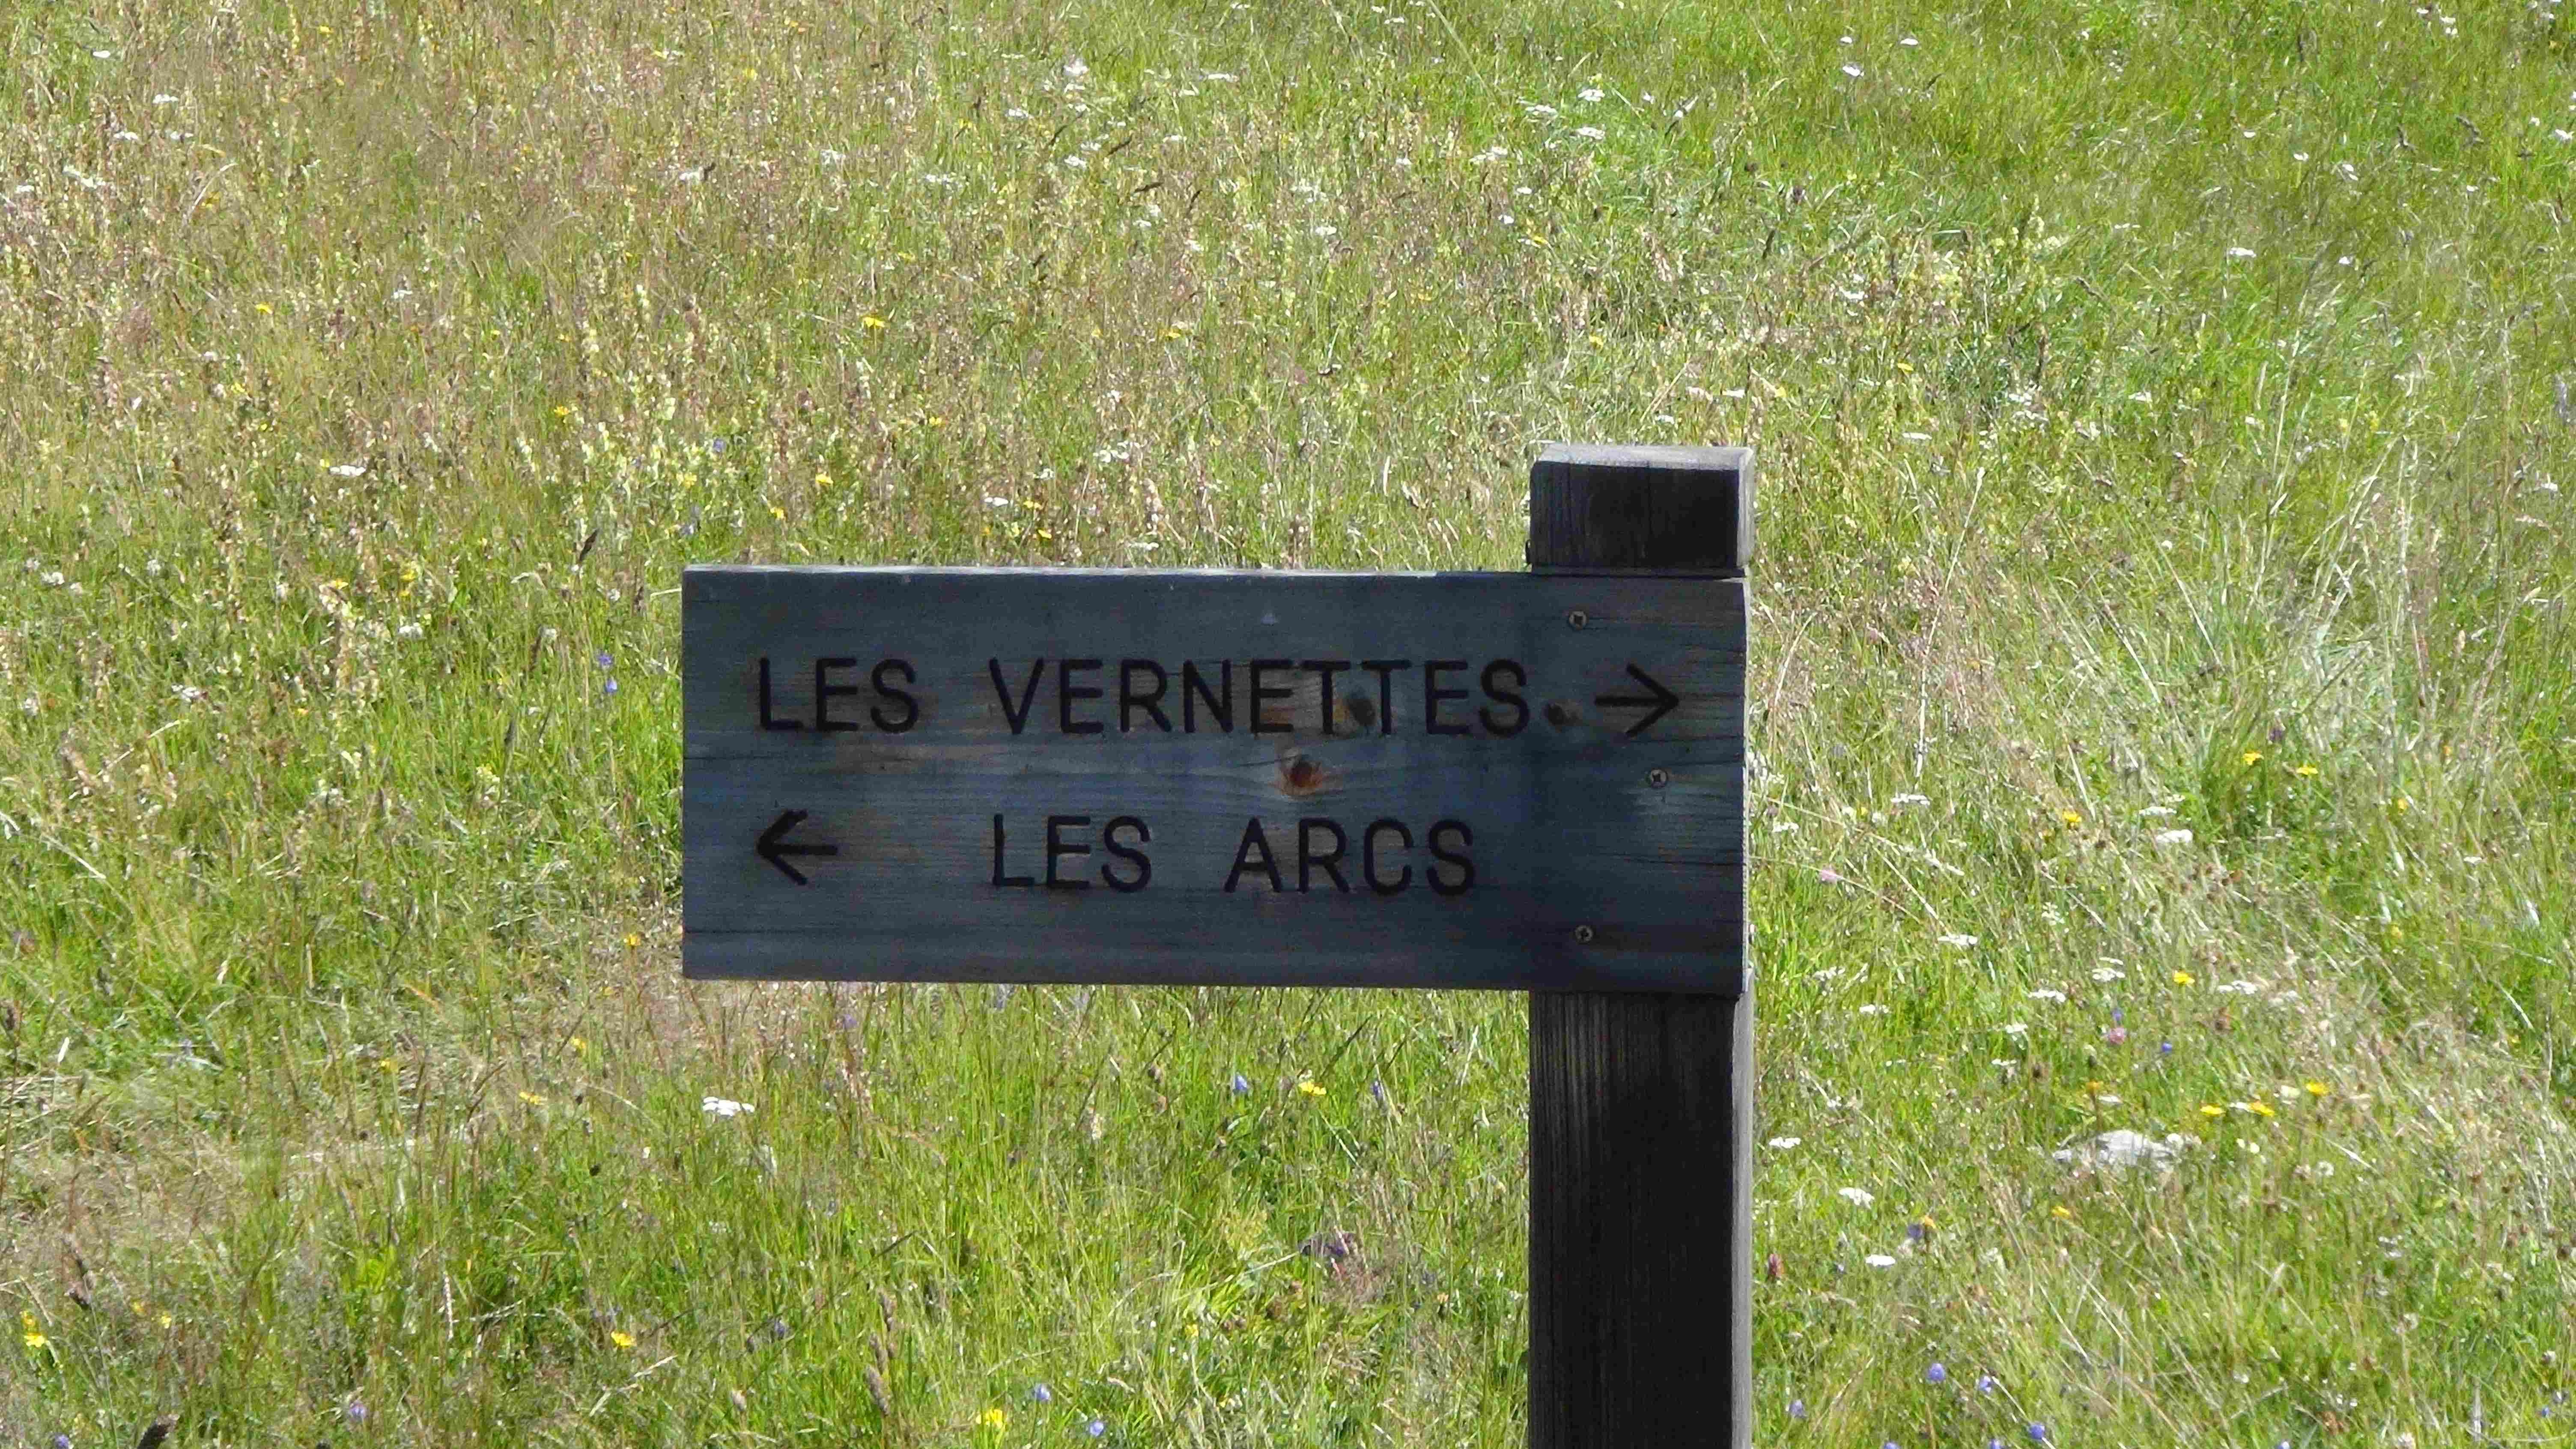 LES VERNETTES →
← LES ARCS